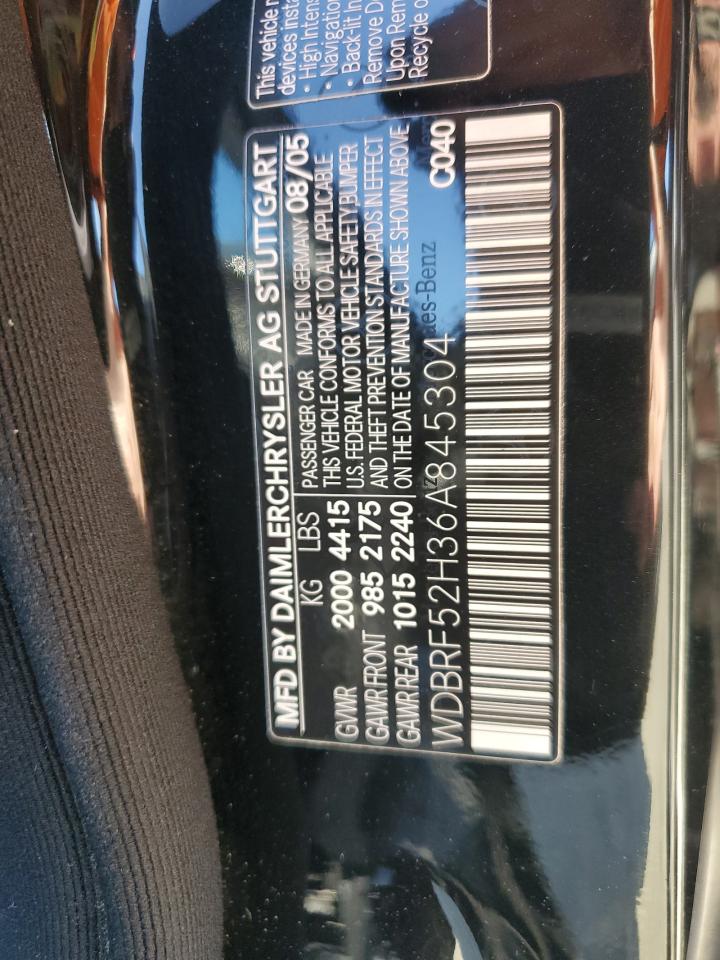 This vehicle
devices insta
• High Intens
• Navigation
• Back-lit In
Remove D
Upon Rem
Recycle o
MFD BY DAIMLERCHRYSLER AG STUTTGART
KG LBS PASSENGER CAR MADE IN GERMANY 08/05
GVWR 2000 4415 THIS VEHICLE CONFORMS TO ALL APPLICABLE
U.S. FEDERAL MOTOR VEHICLE SAFETY, BUMPER
GAWR FRONT 985 2175 AND THEFT PREVENTION STANDARDS IN EFFECT
GAWR REAR 1015 2240 ON THE DATE OF MANUFACTURE SHOWN ABOVE
WDBRF52H36A845304 C040
des-Benz